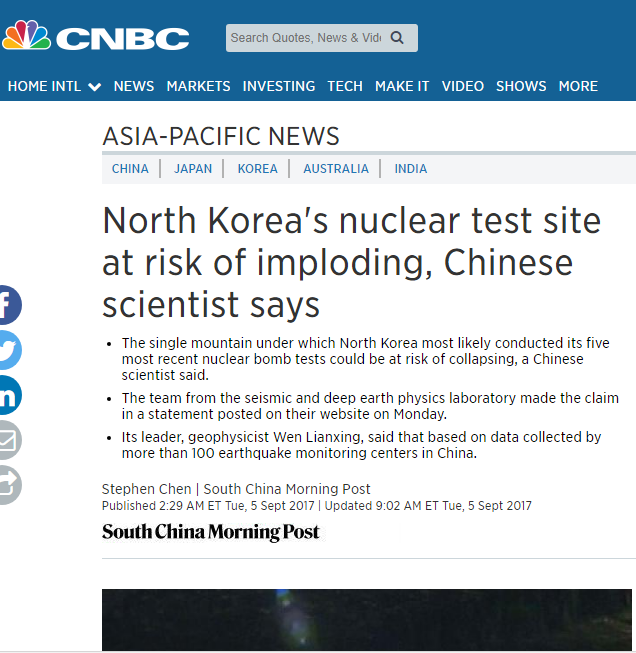 CNBC
Search Quotes, News & Vide
HOME INTL NEWS MARKETS INVESTING TECH MAKE IT VIDEO SHOWS MORE
ASIA-PACIFIC NEWS
CHINA JAPAN KOREA AUSTRALIA INDIA
North Korea's nuclear test site
at risk of imploding, Chinese
scientist says
• The single mountain under which North Korea most likely conducted its five
most recent nuclear bomb tests could be at risk of collapsing, a Chinese
scientist said.
• The team from the seismic and deep earth physics laboratory made the claim
in a statement posted on their website on Monday.
• Its leader, geophysicist Wen Lianxing, said that based on data collected by
more than 100 earthquake monitoring centers in China.
Stephen Chen | South China Morning Post
Published 2:29 AM ET Tue, 5 Sept 2017 | Updated 9:02 AM ET Tue, 5 Sept 2017
South China Morning Post